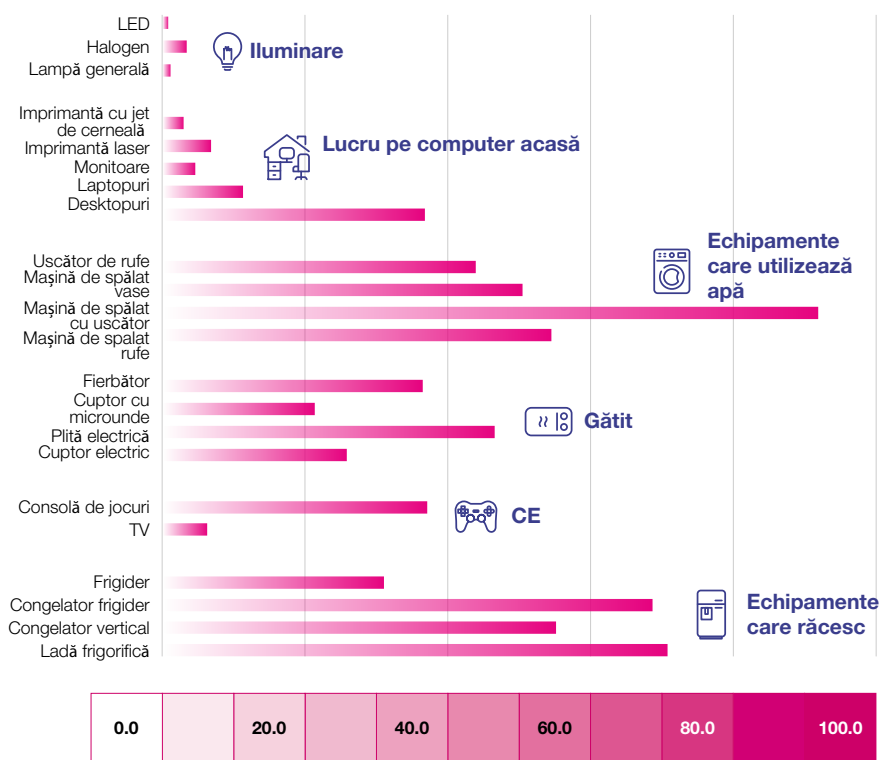 LED
Halogen
Lampă generală
Iluminare
Imprimantă cu jet
de cerneală
Imprimantă laser
Monitoare
Laptopuri
Desktopuri
Lucru pe computer acasă
Uscător de rufe
Mașină de spălat
vase
Mașină de spălat
cu uscător
Mașină de spalat
rufe
Echipamente
care utilizează
apă
Fierbător
Cuptor cu
microunde
Plită electrică
Cuptor electric
Gătit
Consolă de jocuri
TV
CE
Frigider
Congelator frigider
Congelator vertical
Ladă frigorifică
Echipamente
care răcesc
0.0 20.0 40.0 60.0 80.0 100.0